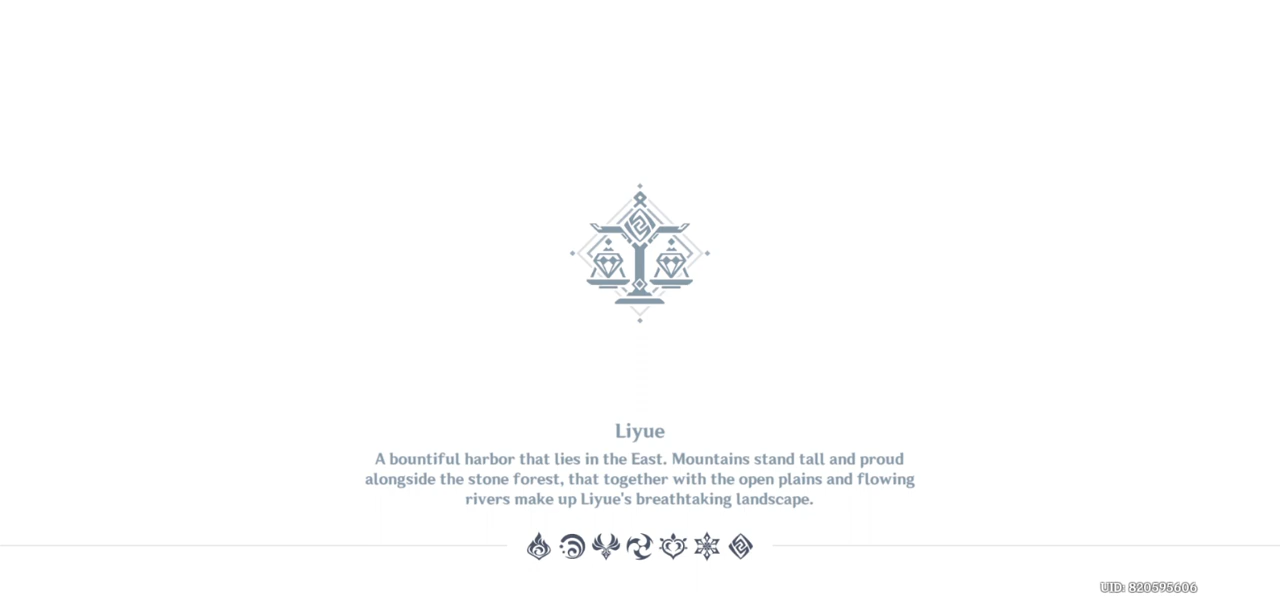 Liyue
A bountiful harbor that lies in the East. Mountains stand tall and proud
alongside the stone forest, that together with the open plains and flowing
rivers make up Liyue's breathtaking landscape.
UID: 820595606